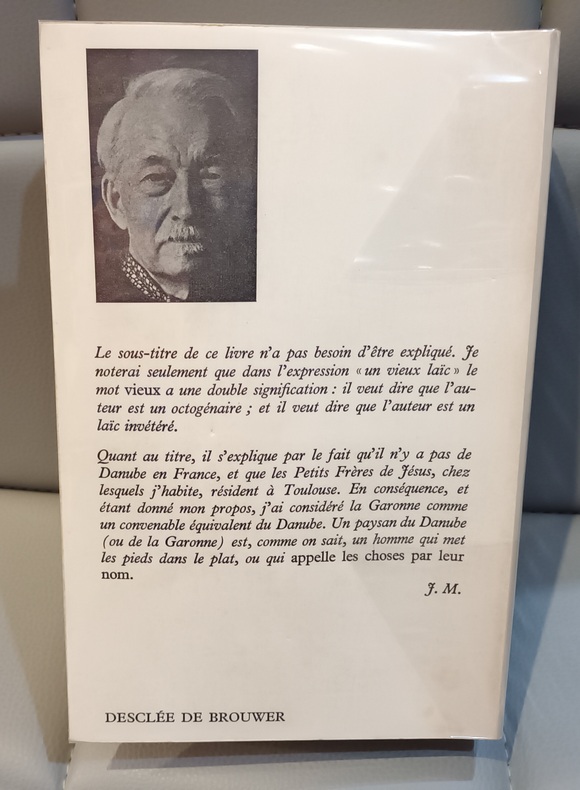 Le sous-titre de ce livre n'a pas besoin d'être expliqué. Je
noterai seulement que dans l'expression « un vieux laïc » le
mot vieux a une double signification : il veut dire que l'au-
teur est un octogénaire ; et il veut dire que l'auteur est un
laïc invétéré.
Quant au titre, il s'explique par le fait qu'il n'y a pas de
Danube en France, et que les Petits Frères de Jésus, chez
lesquels j'habite, résident à Toulouse. En conséquence, et
étant donné mon propos, j'ai considéré la Garonne comme
un convenable équivalent du Danube. Un paysan du Danube
(ou de la Garonne) est, comme on sait, un homme qui met
les pieds dans le plat, ou qui appelle les choses par leur
nom.
J. M.
DESCLÉE DE BROUWER